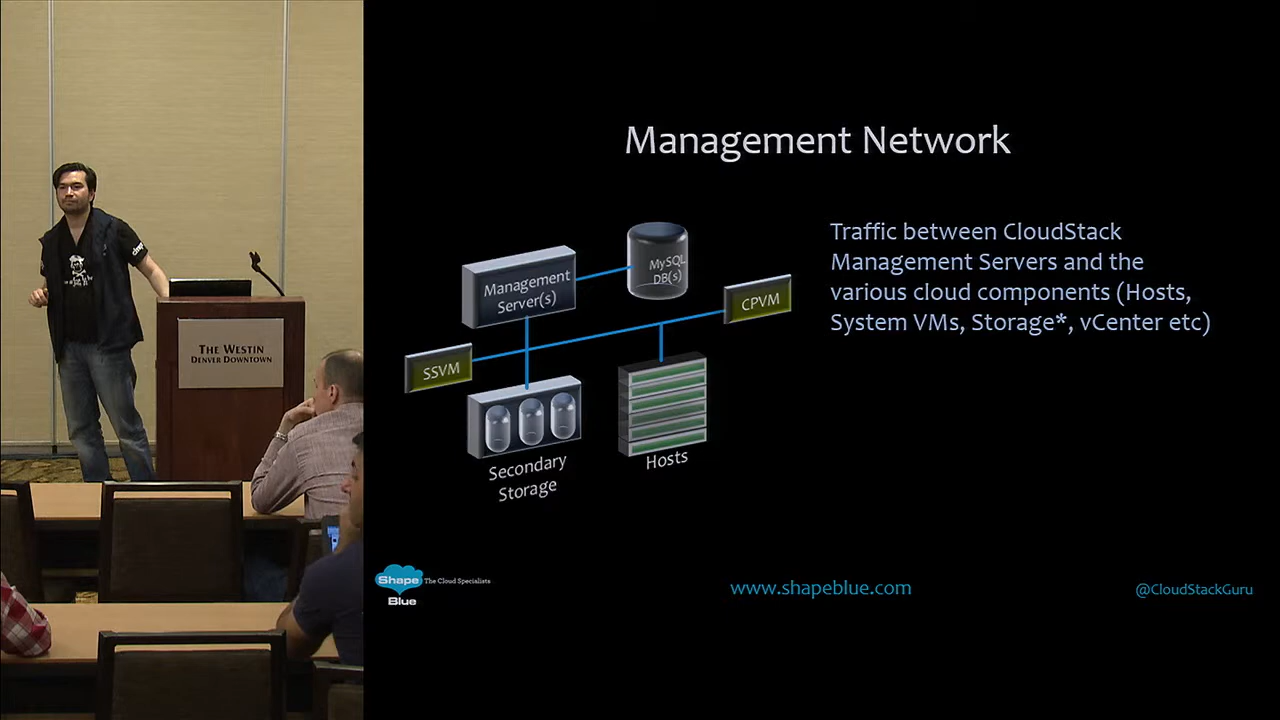 THE WESTIN
DENVER DOWNTOWN
Management Network
Management
Server(s)
MySQL
DB(s)
CPVM
SSVM
Secondary
Storage
Hosts
Traffic between CloudStack
Management Servers and the
various cloud components (Hosts,
System VMs, Storage*, vCenter etc)
Shape
Blue
The Cloud Specialists
www.shapeblue.com
@CloudStackGuru